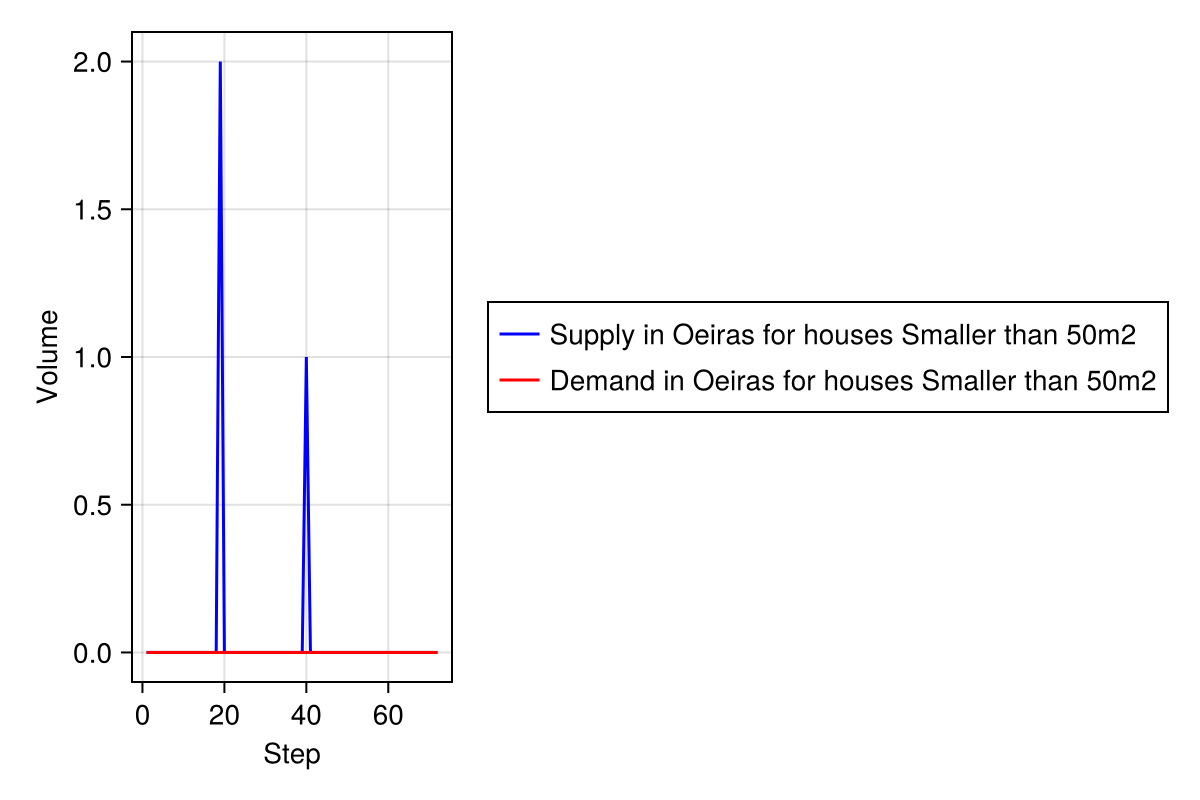 2.0
1.5
1.0
0.5
0.0
Volume
0 20 40 60
Step
Supply in Oeiras for houses Smaller than 50m2
Demand in Oeiras for houses Smaller than 50m2